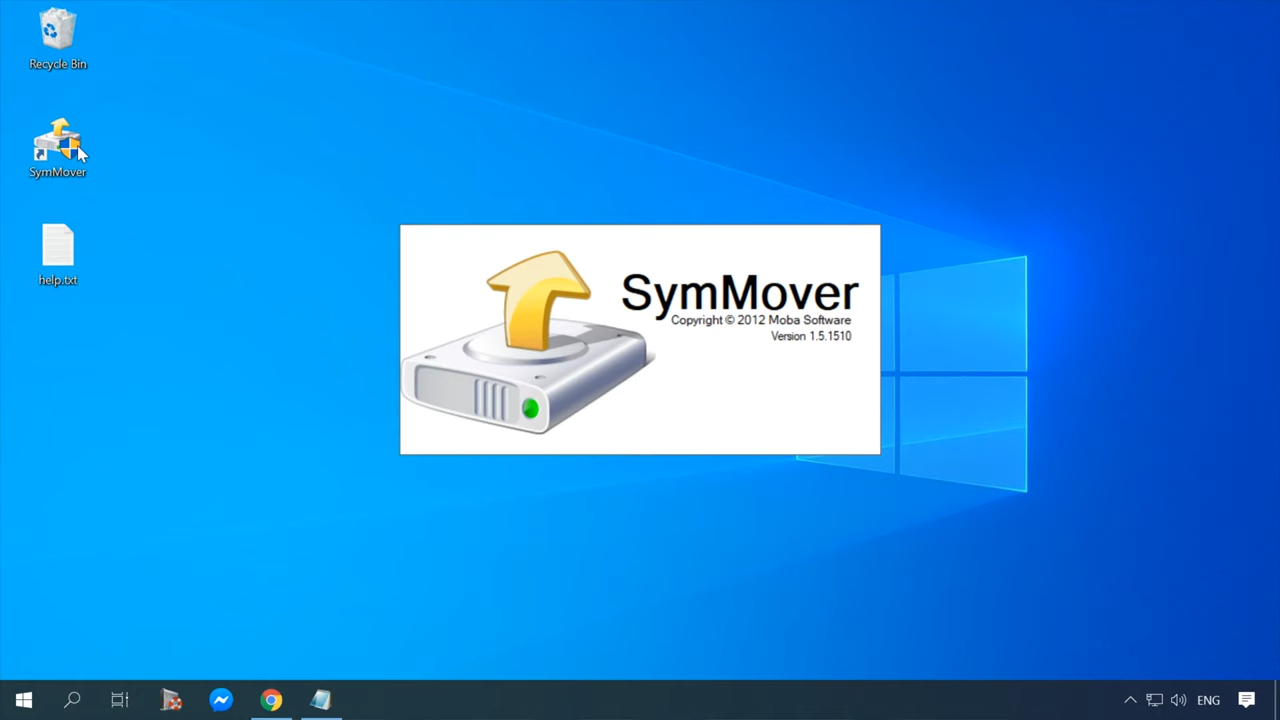 Recycle Bin
SymMover
help.txt
SymMover
Copyright © 2012 Moba Software
Version 1.5.1510
ENG